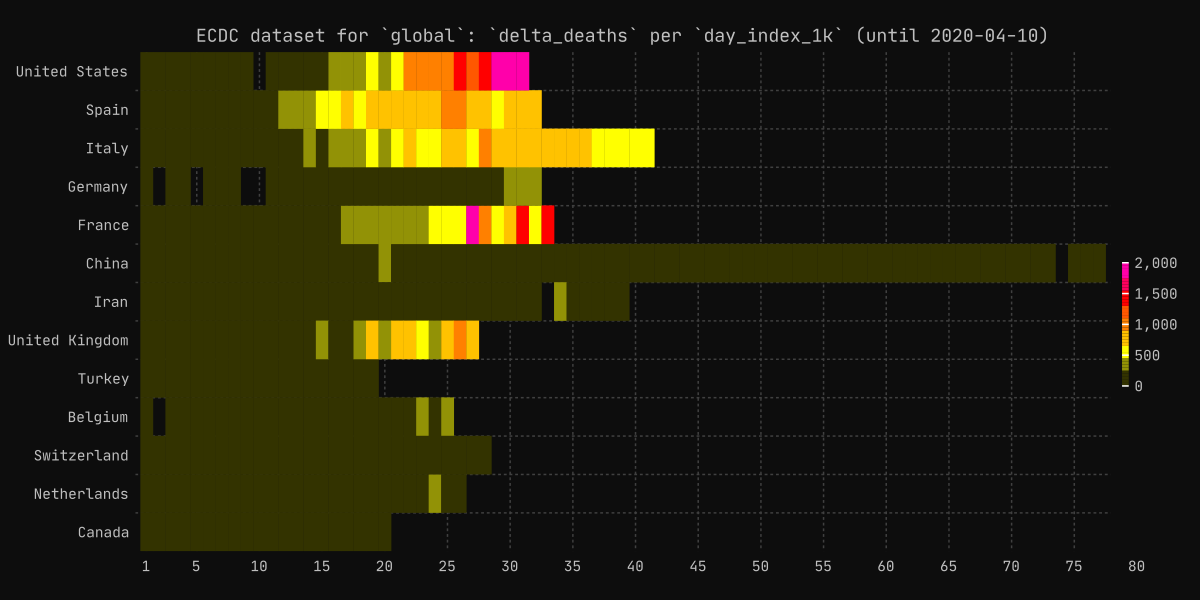 ECDC dataset for `global`: `delta_deaths` per `day_index_1k` (until 2020-04-10)
United States
Spain
Italy
Germany
France
China
Iran
United Kingdom
Turkey
Belgium
Switzerland
Netherlands
Canada
2,000
1,500
1,000
500
0
1 5 10 15 20 25 30 35 40 45 50 55 60 65 70 75 80